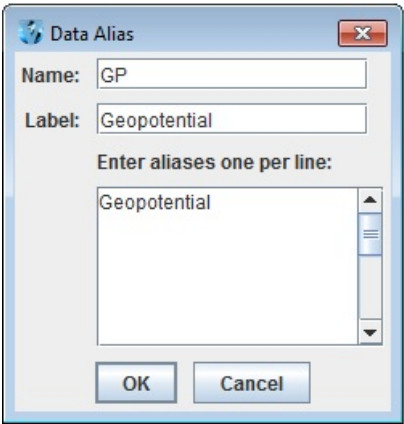 Data Alias
Name: GP
Label: Geopotential
Enter aliases one per line:
Geopotential
OK Cancel